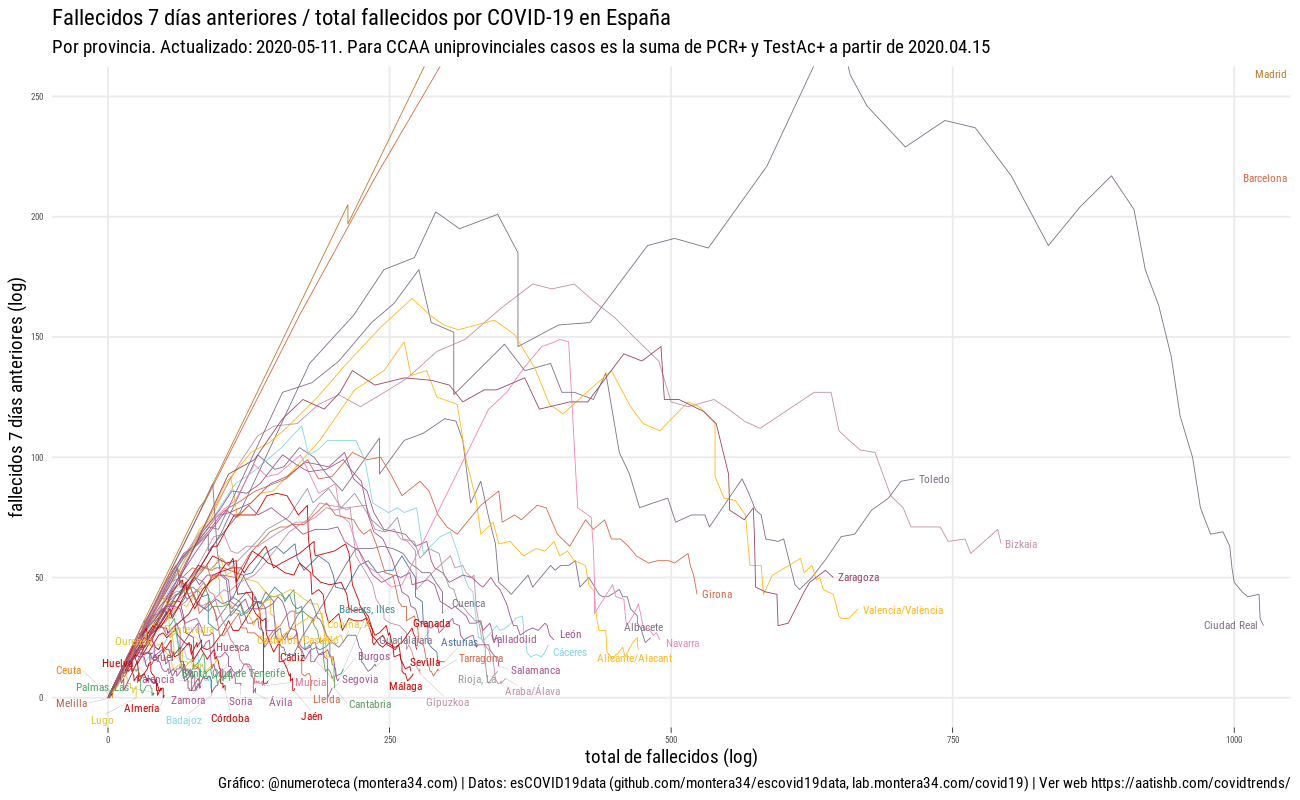 Fallecidos 7 días anteriores / total fallecidos por COVID-19 en España
Por provincia. Actualizado: 2020-05-11. Para CCAA uniprovinciales casos es la suma de PCR+ y TestAc+ a partir de 2020.04.15
fallecidos 7 días anteriores (log)
250
200
150
100
50
0
Madrid
Barcelona
Toledo
Bizkaia
Zaragoza
Girona
Valencia/València
Ciudad Real
Cuenca
Balears, Illes
Granada
Albacete
Ourense
León
Valladolid
Navarra
Asturias
Guadalajara
Huesca
Cáceres
Alicante/Alacant
Tarragona
Sevilla
Burgos
Cádiz
Teruel
Huelva
Ceuta
Salamanca
Santa Cruz de Tenerife
Palencia
Segovia
Rioja, La
Murcia
Málaga
Palmas, Las
Araba/Álava
Melilla
Almería
Zamora
Soria
Ávila
Lleida
Cantabria
Gipuzkoa
Lugo
Badajoz
Córdoba
Jaén
0
250
500
750
1000
total de fallecidos (log)
Gráfico: @numeroteca (montera34.com) | Datos: esCOVID19data (github.com/montera34/escovid19data, lab.montera34.com/covid19) | Ver web https://aatishb.com/covidtrends/